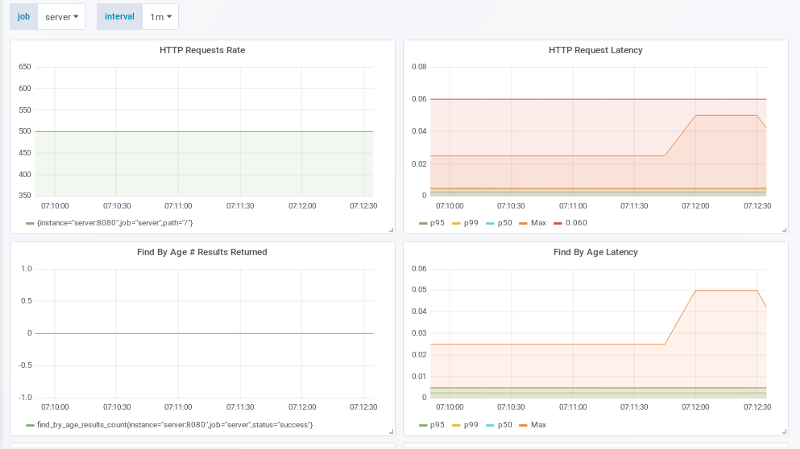 job server interval 1m
HTTP Requests Rate
650
600
550
500
450
400
350
07:10:00 07:10:30 07:11:00 07:11:30 07:12:00 07:12:30
{instance="server:8080",job="server",path="/"}
HTTP Request Latency
0.08
0.06
0.04
0.02
0
07:10:00 07:10:30 07:11:00 07:11:30 07:12:00 07:12:30
p95 p99 p50 Max 0.060
Find By Age # Results Returned
1.0
0.5
0
-0.5
-1.0
07:10:00 07:10:30 07:11:00 07:11:30 07:12:00 07:12:30
find_by_age_results_count{instance="server:8080",job="server",status="success"}
Find By Age Latency
0.06
0.05
0.04
0.03
0.02
0.01
0
07:10:00 07:10:30 07:11:00 07:11:30 07:12:00 07:12:30
p95 p99 p50 Max